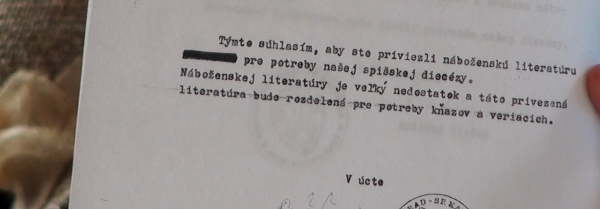 Týmto súhlasím, aby ste priviezli náboženskú literatúru
pre potreby našej spišskej diecézy.
Náboženskej literatúry je veľký nedostatok a táto privezená
literatúra bude rozdelená pre potreby kňazov a veriacich.
V úcte